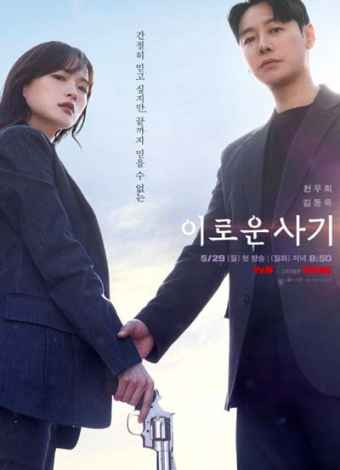 간절히 믿고 싶지만, 끝까지 믿을 수 없는
천우희
김동욱
이로운 사기
5/29 [월] 첫 방송 | [월화] 저녁 8:50
tvN